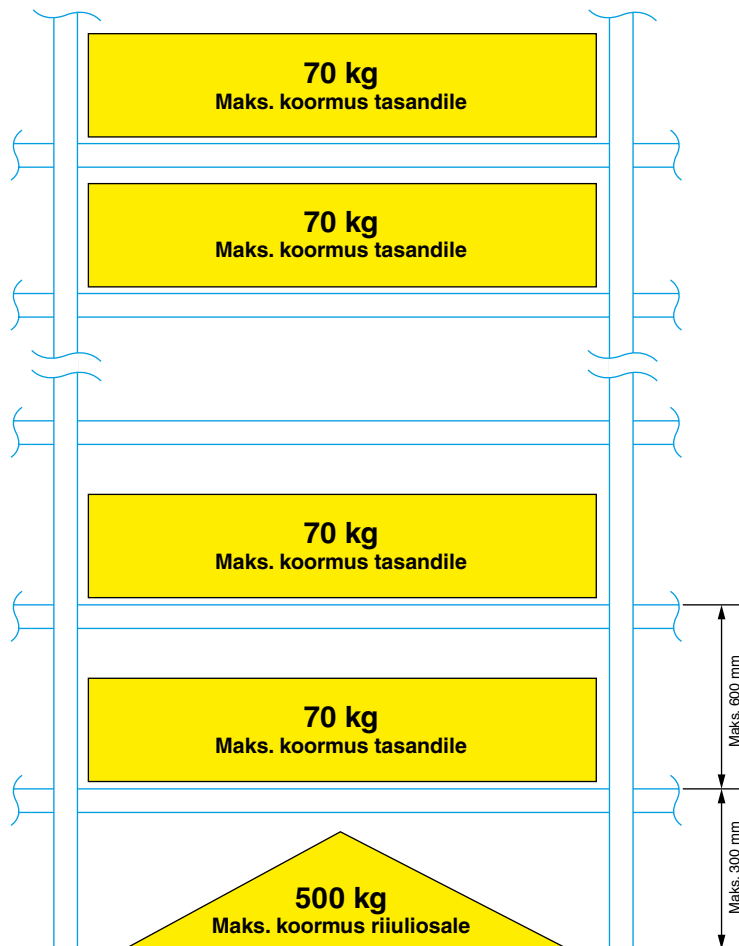 70 kg
Maks. koormus tasandile
70 kg
Maks. koormus tasandile
70 kg
Maks. koormus tasandile
70 kg
Maks. koormus tasandile
Maks. 600 mm
Maks. 300 mm
500 kg
Maks. koormus riiuliosale